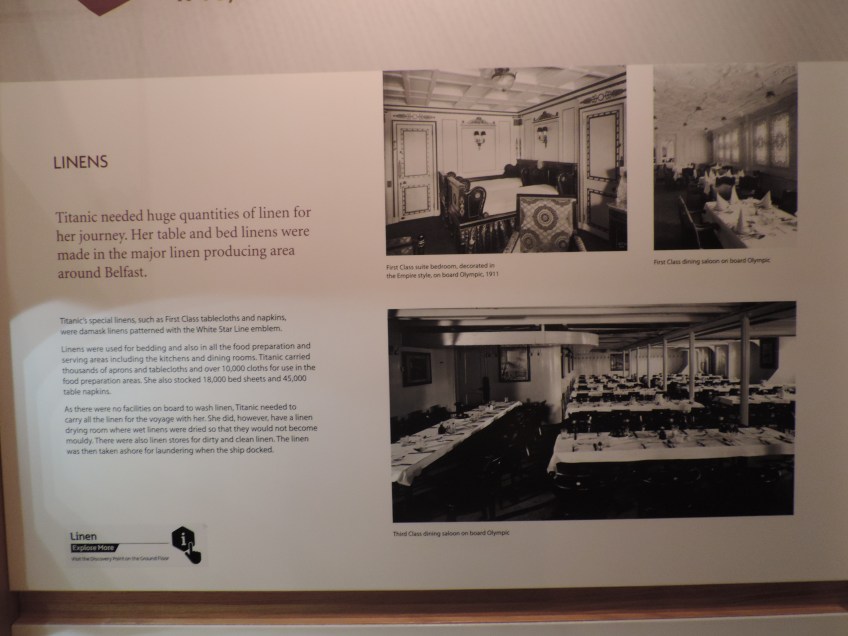 LINENS
Titanic needed huge quantities of linen for
her journey. Her table and bed linens were
made in the major linen producing area
around Belfast.
Titanic's special linens, such as First Class tablecloths and napkins,
were damask linens patterned with the White Star Line emblem.
Linens were used for bedding and also in all the food preparation and
serving areas including the kitchens and dining rooms. Titanic carried
thousands of aprons and tablecloths and over 10,000 cloths for use in the
food preparation areas. She also stocked 18,000 bed sheets and 45,000
table napkins.
As there were no facilities on board to wash linen, Titanic needed to
carry all the linen for the voyage with her. She did, however, have a linen
drying room where wet linens were dried so that they would not become
mouldy. There were also linen stores for dirty and clean linen. The linen
was then taken ashore for laundering when the ship docked.
Linen
Explore More
Visit the Discovery Point on the Ground Floor
First Class suite bedroom, decorated in
the Empire style, on board Olympic, 1911
First Class dining saloon on board Olympic
Third Class dining saloon on board Olympic